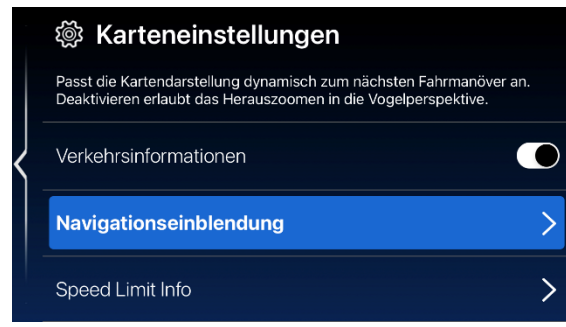 Karteneinstellungen
Passt die Kartendarstellung dynamisch zum nächsten Fahrmanöver an.
Deaktivieren erlaubt das Herauszoomen in die Vogelperspektive.
Verkehrsinformationen
Navigationseinblendung
Speed Limit Info